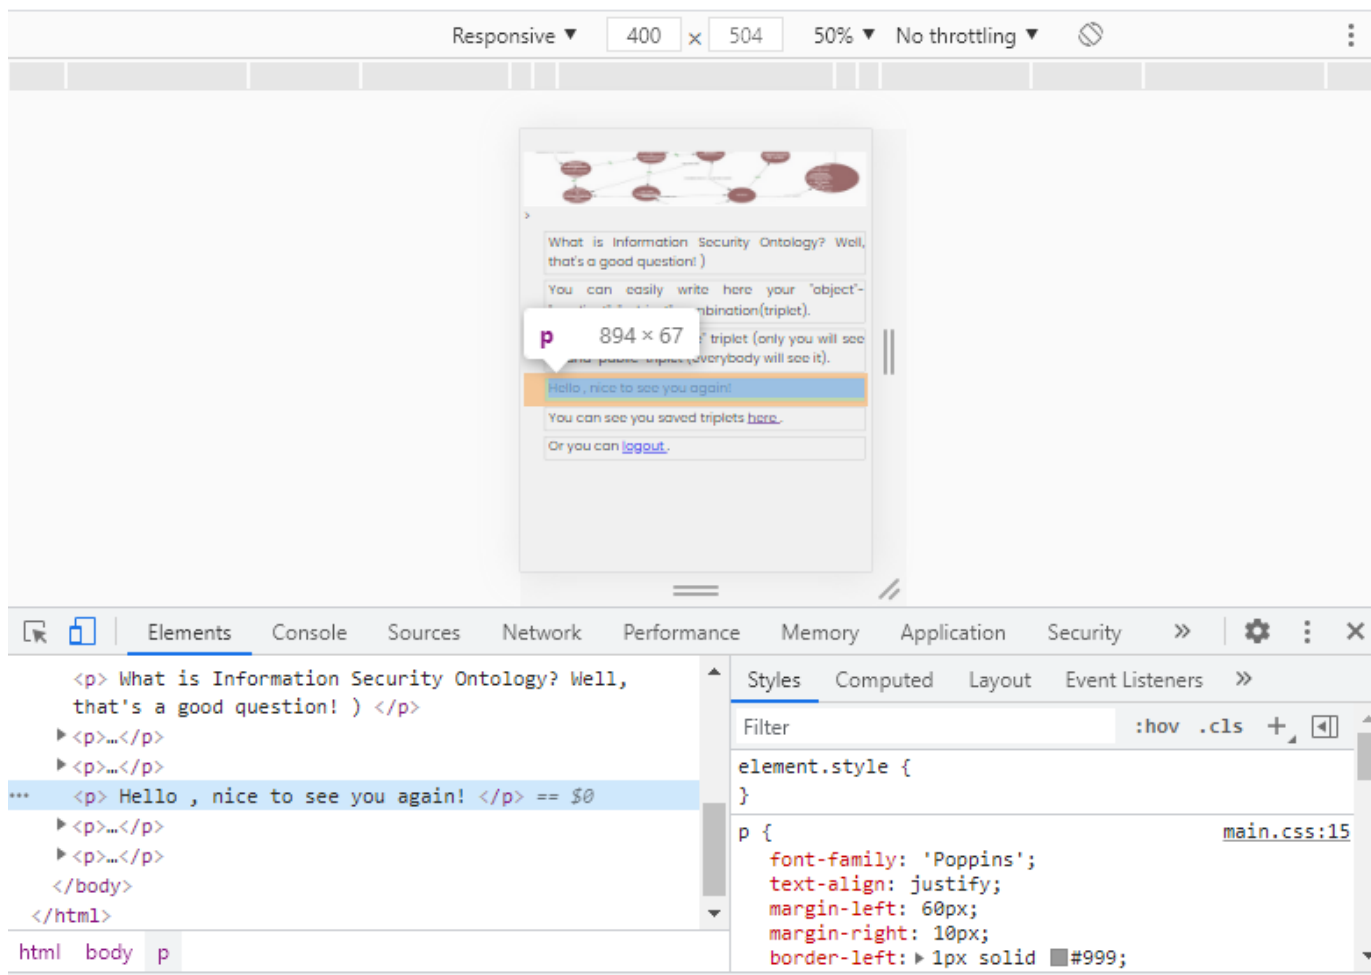 Responsive ▼ 400 × 504 50% ▼ No throttling ▼
>
What is Information Security Ontology? Well,
that's a good question! )
You can easily write here your "object"-
mbination(triplet).
p 894 × 67
" triplet (only you will see
"public" triplet (everybody will see it).
Hello , nice to see you again!
You can see you saved triplets here .
Or you can logout .
Elements Console Sources Network Performance Memory Application Security »
<p> What is Information Security Ontology? Well,
that's a good question! ) </p>
▶<p>…</p>
▶<p>…</p>
… <p> Hello , nice to see you again! </p> == $0
▶<p>…</p>
▶<p>…</p>
</body>
</html>
html body p
Styles Computed Layout Event Listeners »
Filter :hov .cls +
element.style {
}
p { main.css:15
font-family: 'Poppins';
text-align: justify;
margin-left: 60px;
margin-right: 10px;
border-left: ▶ 1px solid #999;